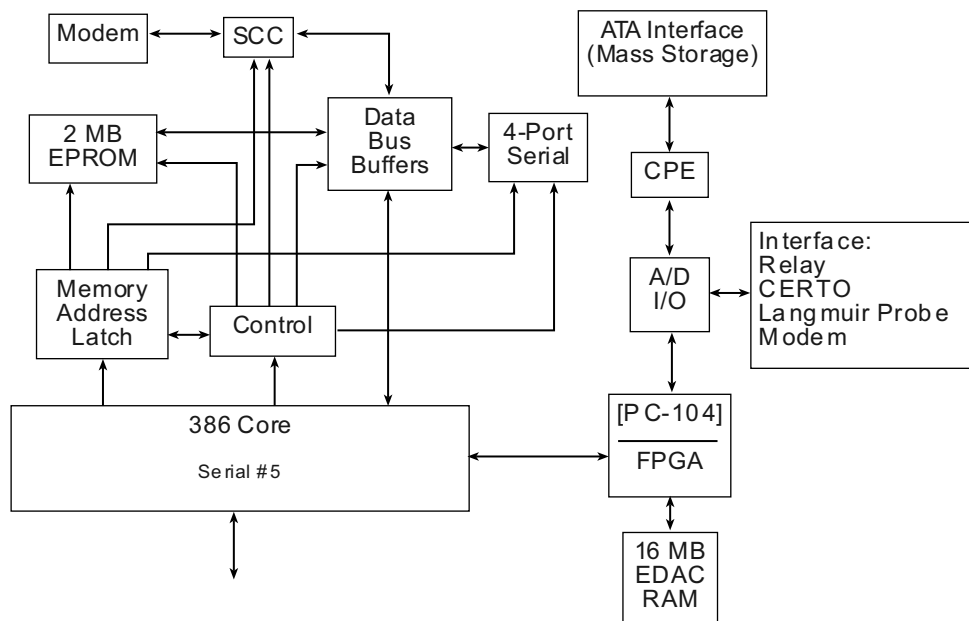 Modem
SCC
ATA Interface
(Mass Storage)
2 MB
EPROM
Data
Bus
Buffers
4-Port
Serial
CPE
Memory
Address
Latch
Control
A/D
I/O
Interface:
Relay
CERTO
Langmuir Probe
Modem
386 Core
Serial #5
[PC-104]
FPGA
16 MB
EDAC
RAM